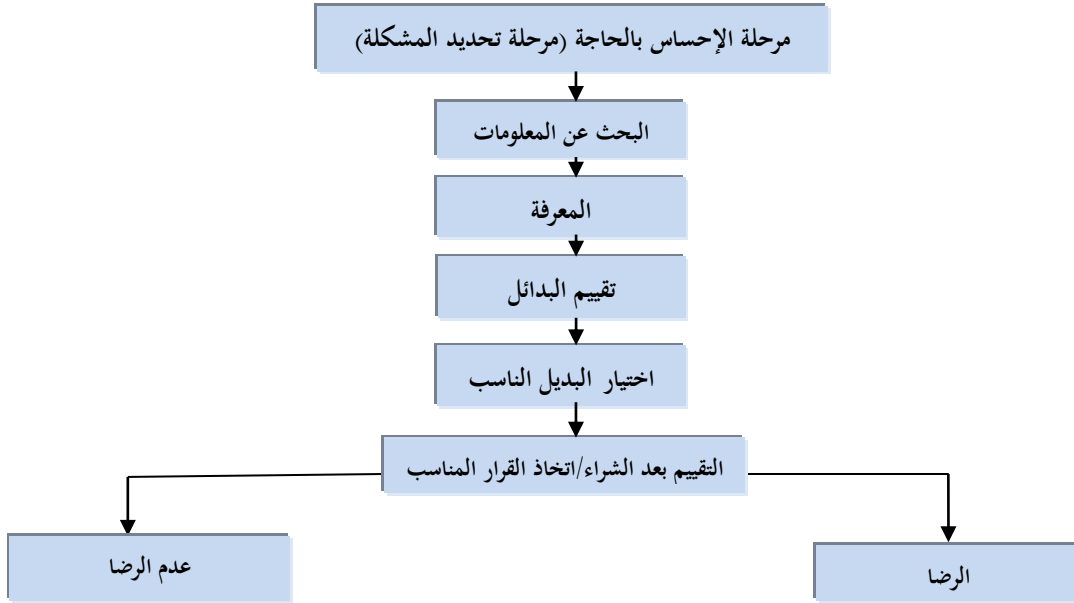 مرحلة الإحساس بالحاجة (مرحلة تحديد المشكلة)
البحث عن المعلومات
المعرفة
تقييم البدائل
اختيار البديل الناسب
التقييم بعد الشراء/اتخاذ القرار المناسب
الرضا
عدم الرضا